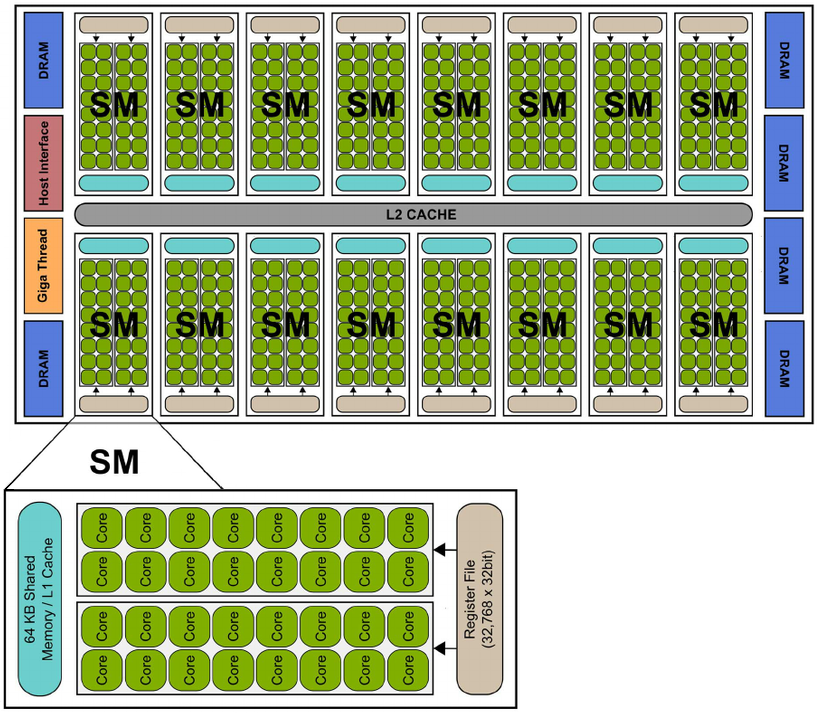 DRAM
Host Interface
Giga Thread
DRAM
SM SM SM SM SM SM SM SM
L2 CACHE
SM SM SM SM SM SM SM SM
DRAM
DRAM
DRAM
DRAM
SM
64 KB Shared
Memory / L1 Cache
Core Core Core Core Core Core Core Core
Core Core Core Core Core Core Core Core
Core Core Core Core Core Core Core Core
Core Core Core Core Core Core Core Core
Register File
(32,768 x 32bit)